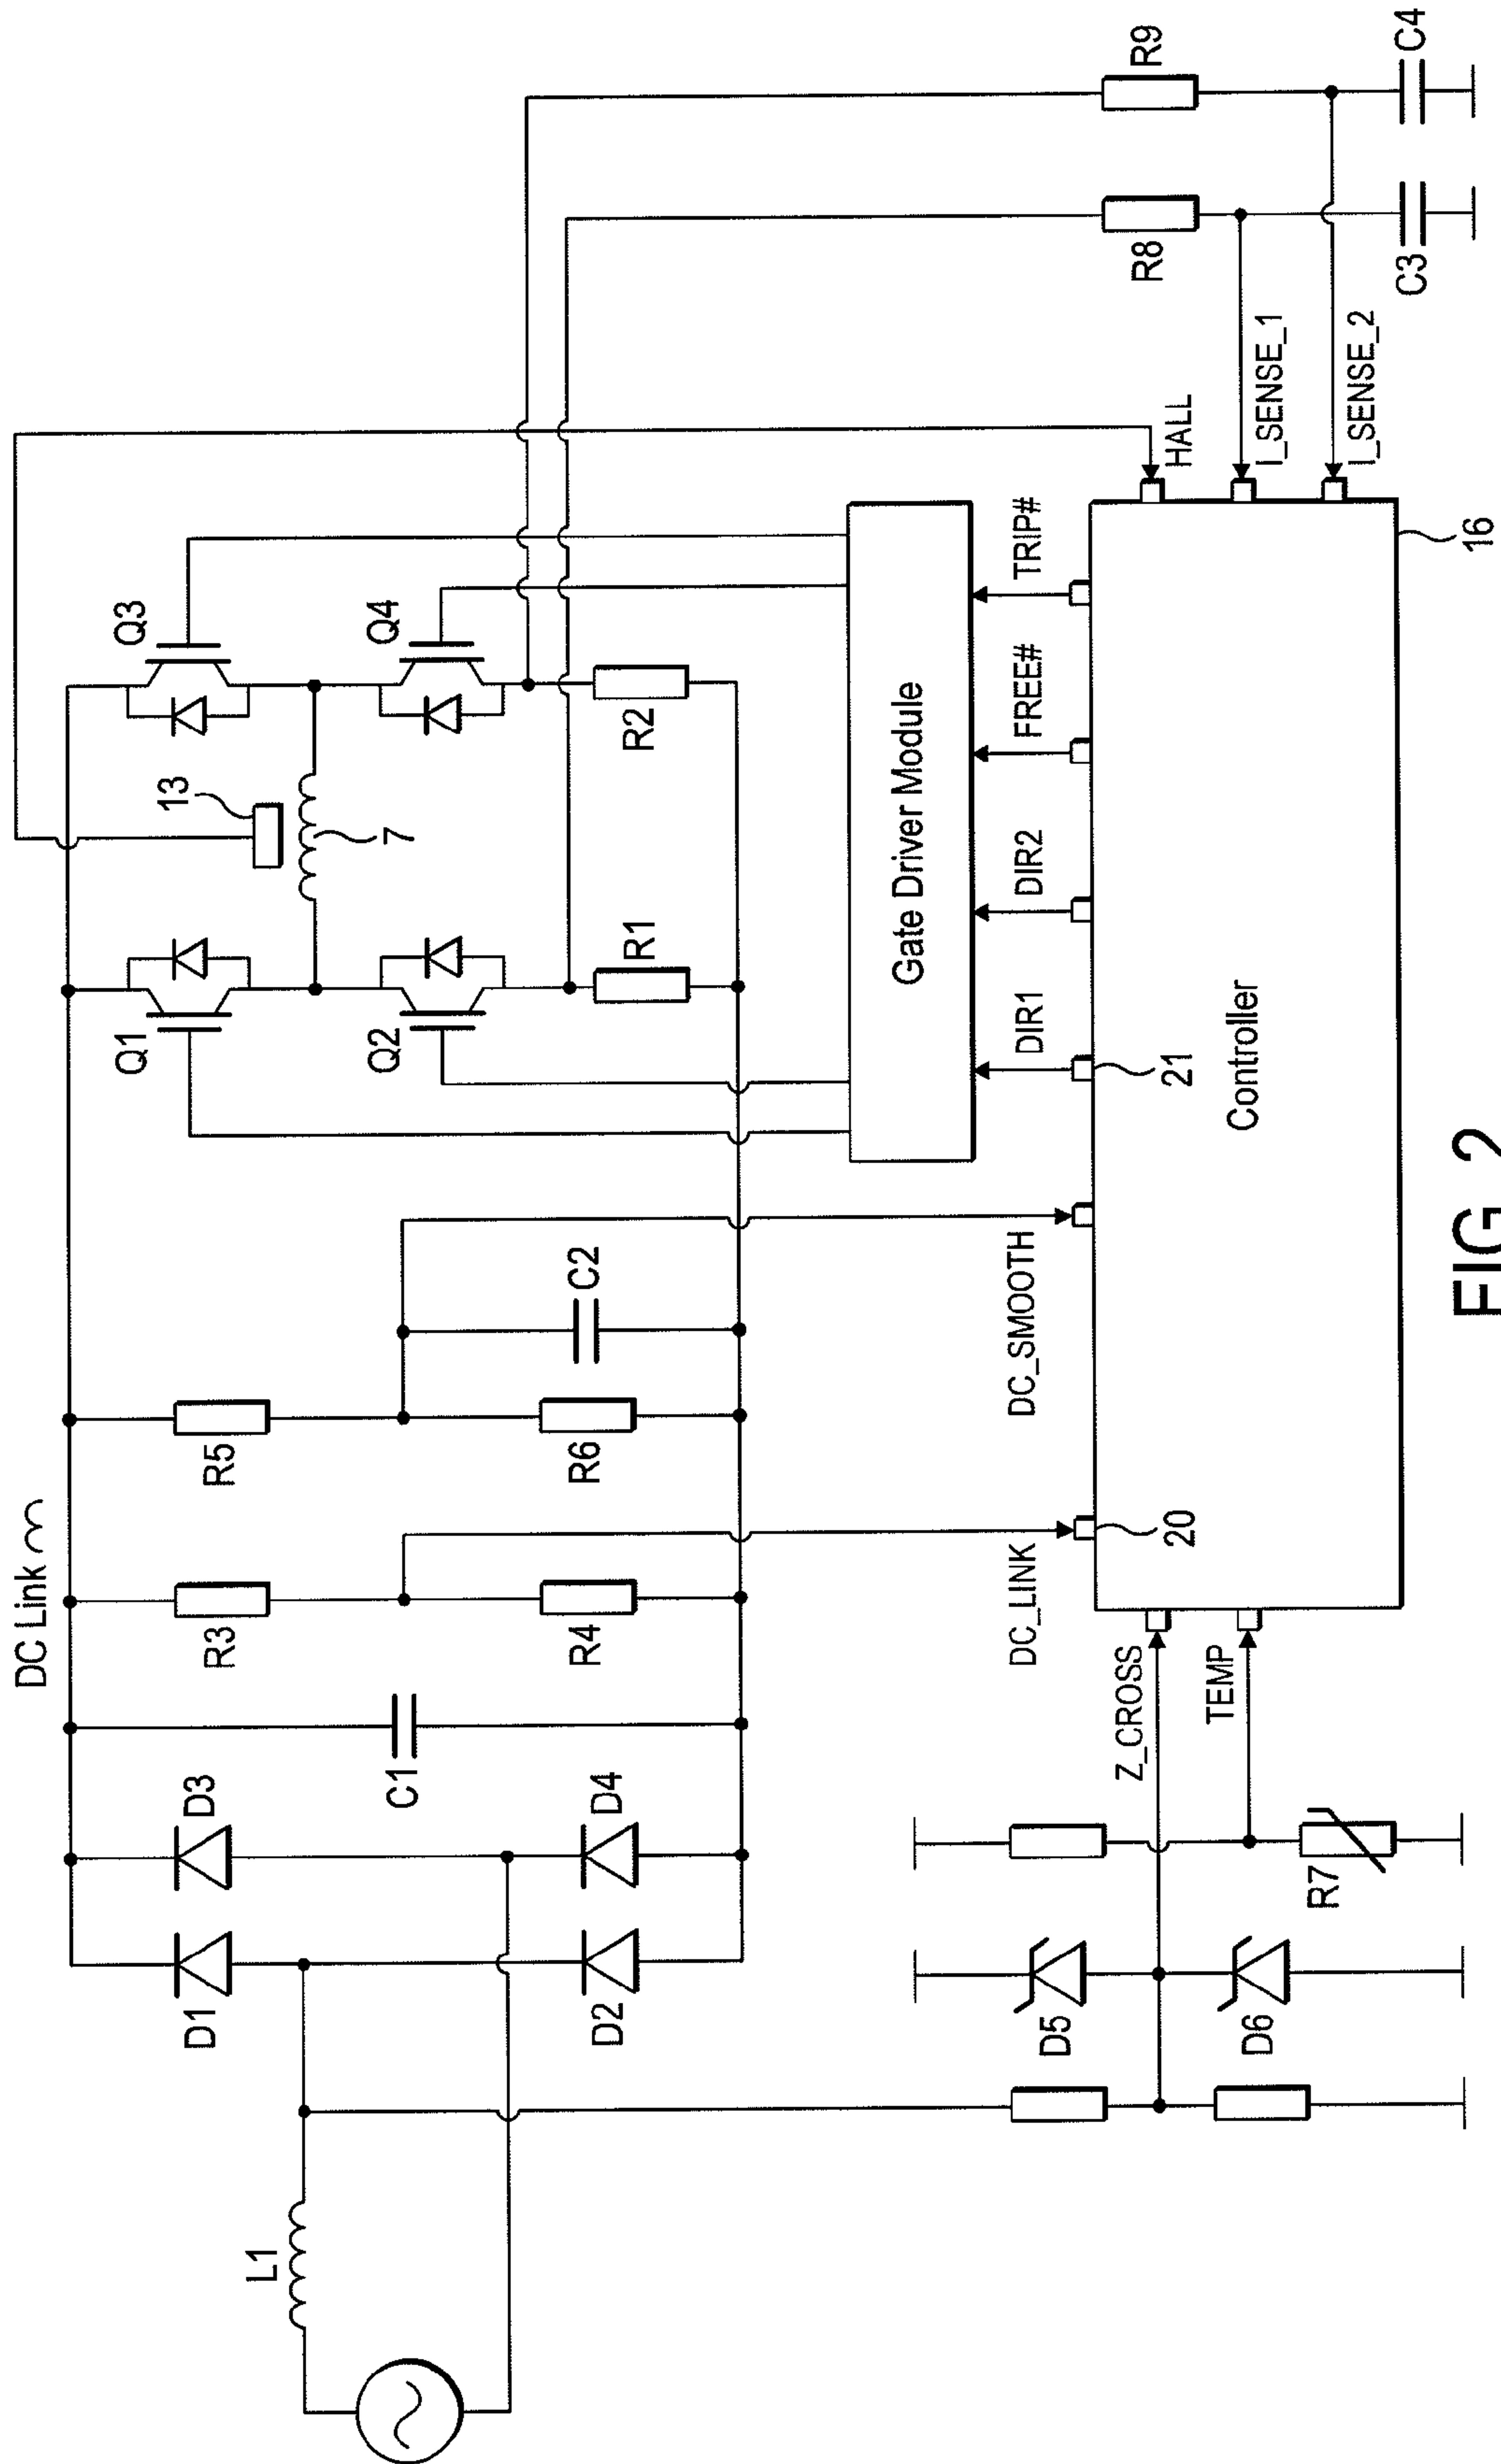 DC Link
L1
D1
D3
D2
D4
C1
R3
R4
R5
R6
C2
Q1
Q2
13
7
Q3
Q4
R1
R2
Gate Driver Module
DC_LINK
DC_SMOOTH
DIR1
DIR2
FREE#
TRIP#
Z_CROSS
TEMP
20
21
Controller
HALL
I_SENSE_1
I_SENSE_2
16
D5
D6
R7
R8
R9
C3
C4
FIG. 2